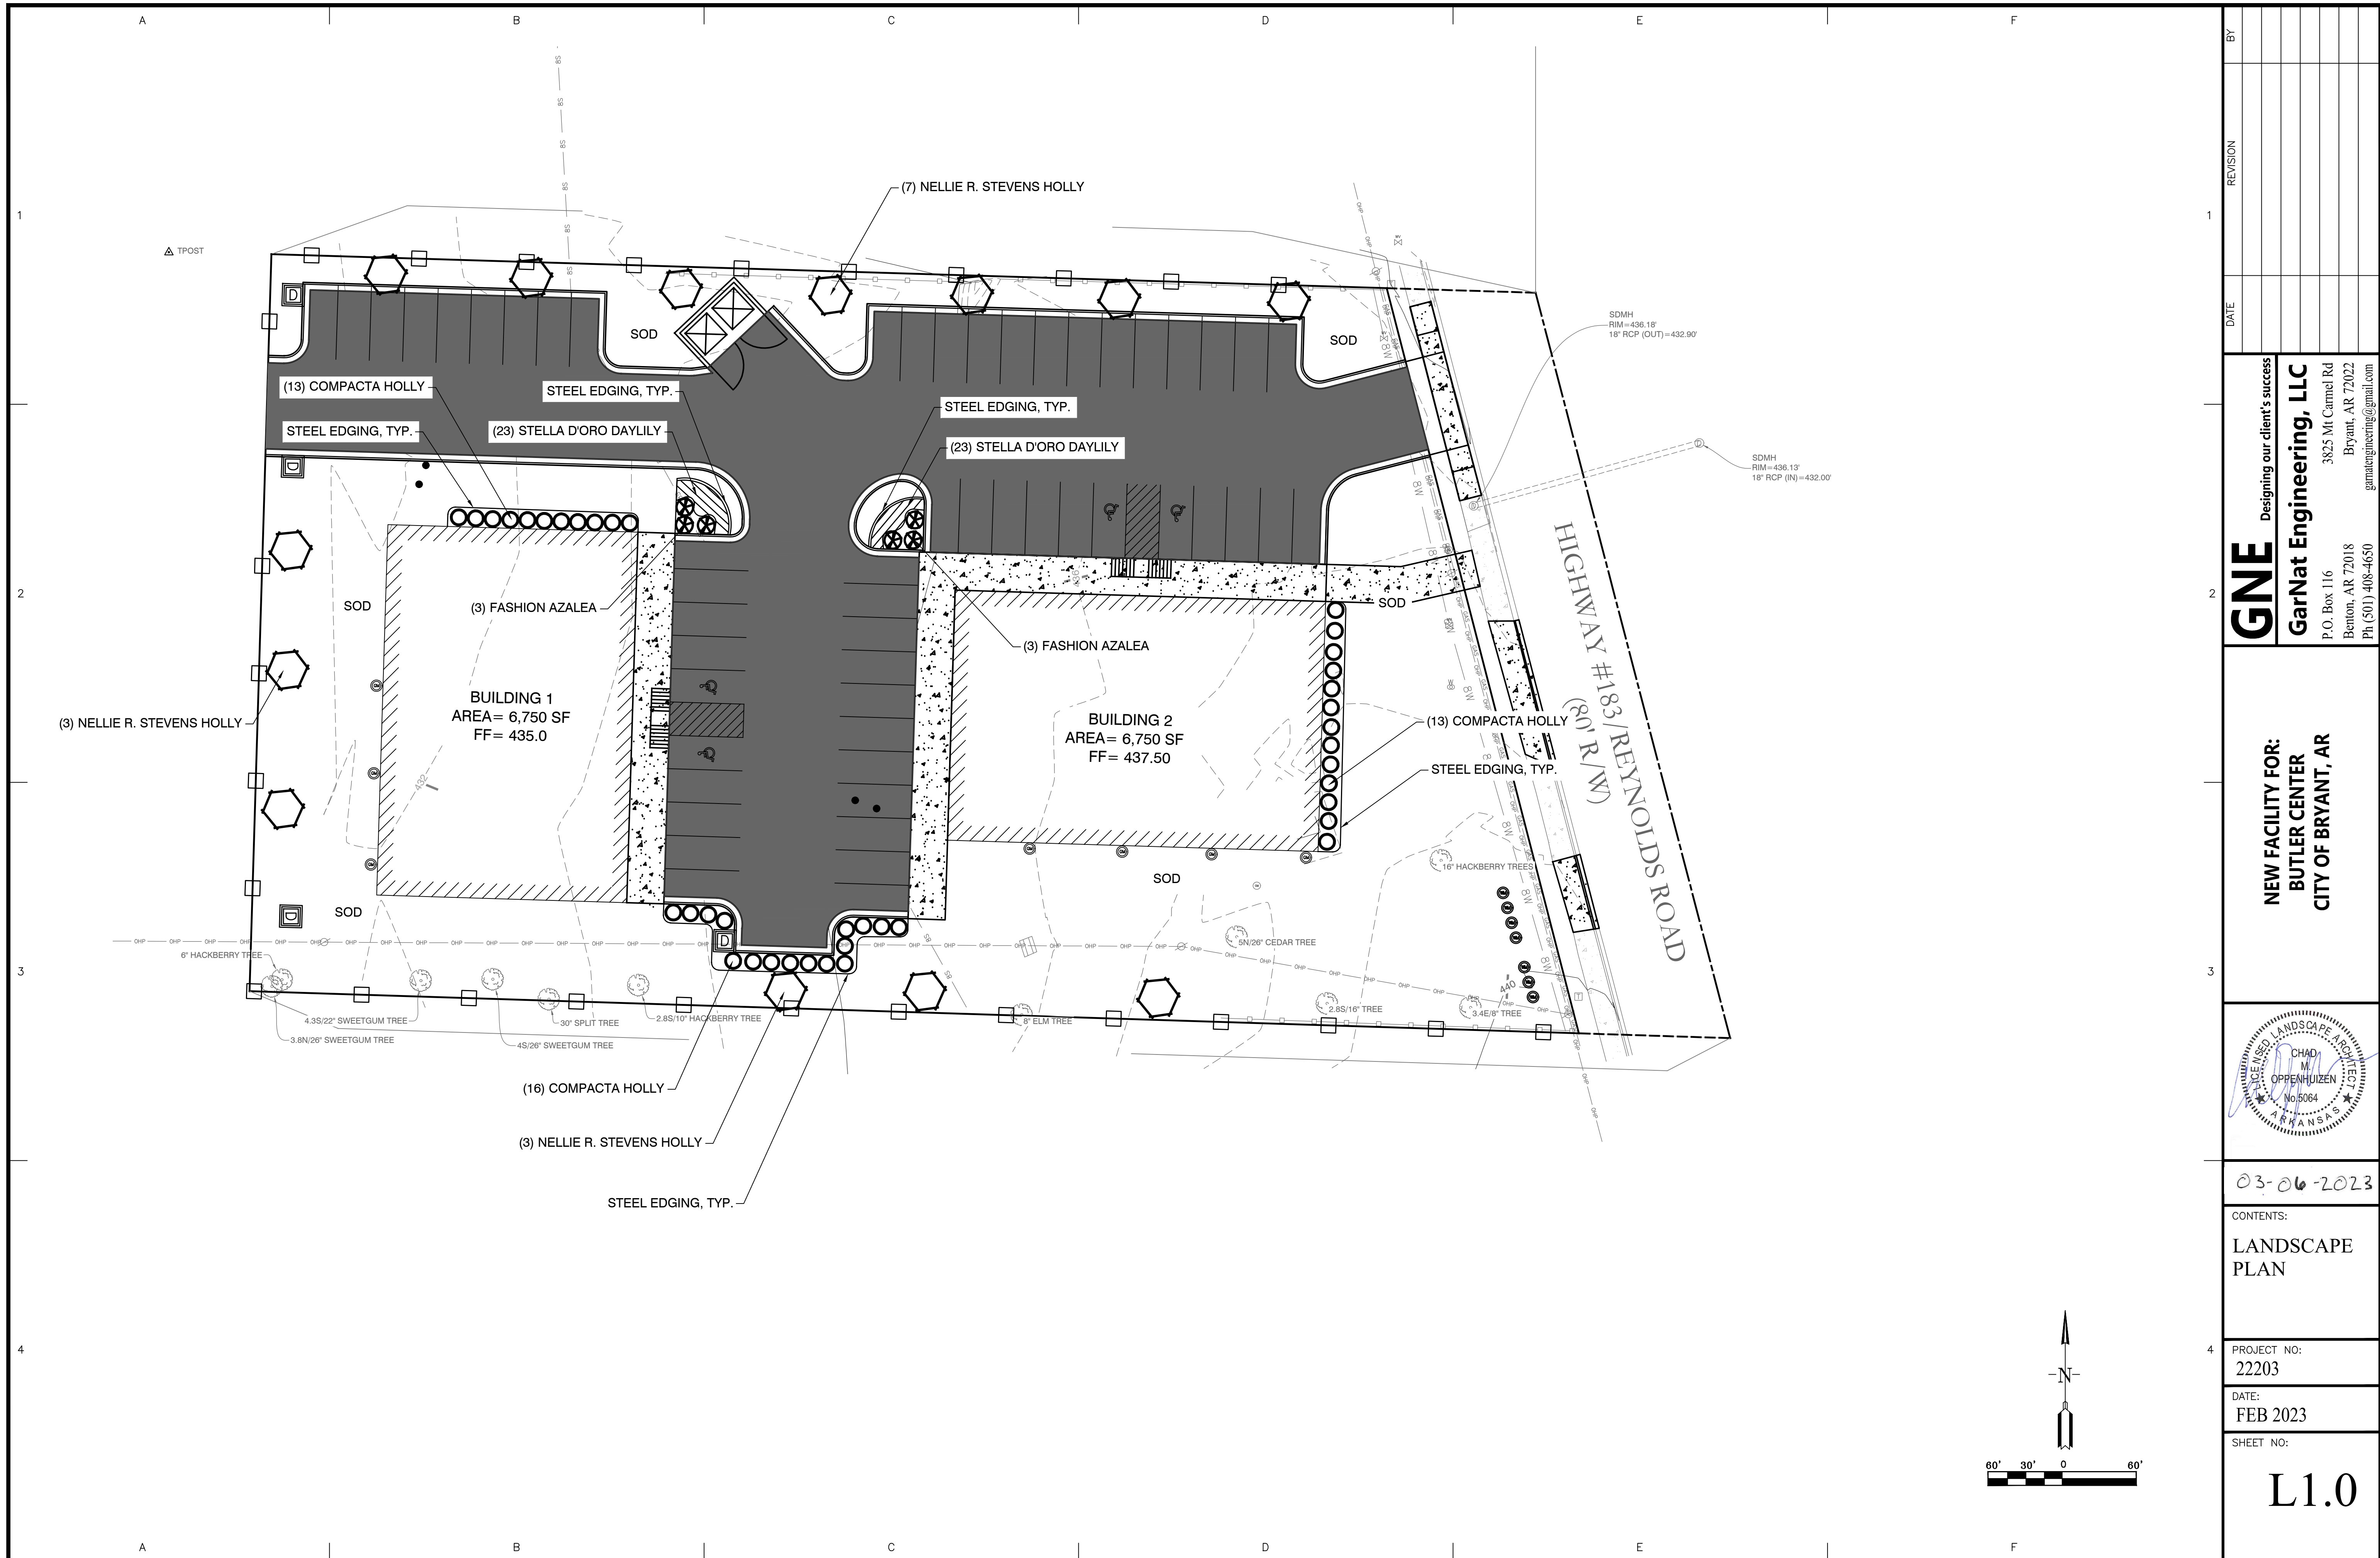 A B C D E F
1
TPOST
(7) NELLIE R. STEVENS HOLLY
SDMH
RIM=436.18'
18" RCP (OUT)=432.90'
SOD
SOD
(13) COMPACTA HOLLY
STEEL EDGING, TYP.
STEEL EDGING, TYP.
STEEL EDGING, TYP.
(23) STELLA D'ORO DAYLILY
(23) STELLA D'ORO DAYLILY
SDMH
RIM=436.13'
18" RCP (IN)=432.00'
2
SOD
(3) FASHION AZALEA
SOD
(3) FASHION AZALEA
436
HIGHWAY #183/REYNOLDS ROAD
(80' R/W)
(3) NELLIE R. STEVENS HOLLY
BUILDING 1
AREA= 6,750 SF
FF= 435.0
BUILDING 2
AREA= 6,750 SF
FF= 437.50
(13) COMPACTA HOLLY
STEEL EDGING, TYP.
432
16" HACKBERRY TREES
SOD
SOD
5N/26" CEDAR TREE
3
6" HACKBERRY TREE
440
4.3S/22" SWEETGUM TREE
30" SPLIT TREE
2.8S/10" HACKBERRY TREE
8" ELM TREE
2.8S/16" TREE
3.4E/8" TREE
3.8N/26" SWEETGUM TREE
4S/26" SWEETGUM TREE
(16) COMPACTA HOLLY
(3) NELLIE R. STEVENS HOLLY
STEEL EDGING, TYP.
4
-N-
60' 30' 0 60'
A B C D E F
1
2
3
4
BY
REVISION
DATE
GNE
Designing our client's success
GarNat Engineering, LLC
P.O. Box 116 3825 Mt Carmel Rd
Benton, AR 72018 Bryant, AR 72022
Ph (501) 408-4650 garnatengineering@gmail.com
NEW FACILITY FOR:
BUTLER CENTER
CITY OF BRYANT, AR
LICENSED LANDSCAPE ARCHITECT
CHAD
M.
OPPENHUIZEN
No.5064
ARKANSAS
03-06-2023
CONTENTS:
LANDSCAPE
PLAN
PROJECT NO:
22203
DATE:
FEB 2023
SHEET NO:
L1.0